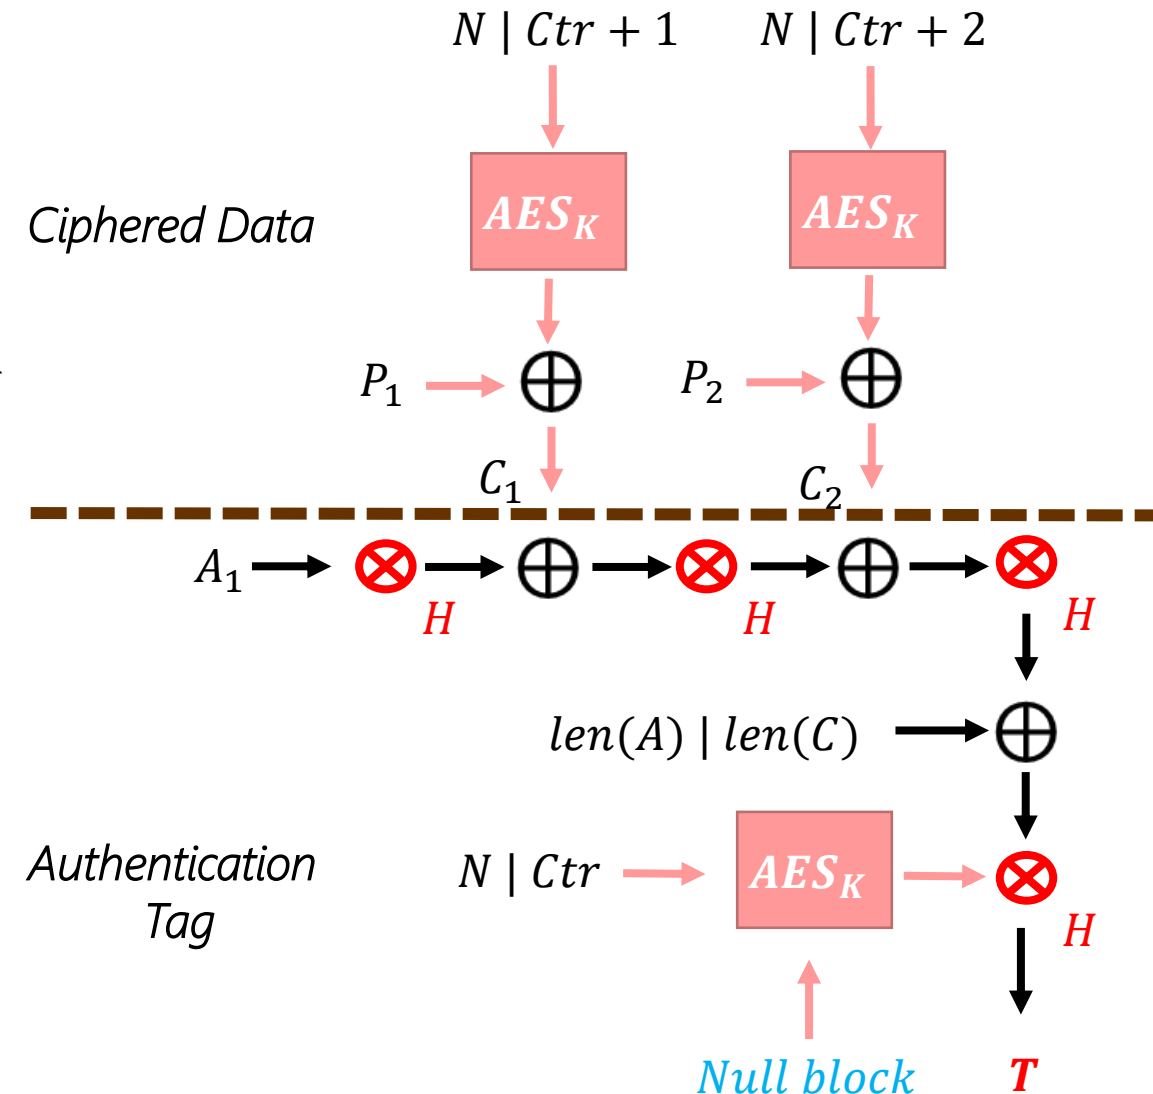 N | Ctr + 1 N | Ctr + 2
Ciphered Data
AES_K AES_K
P_1 P_2
C_1 C_2
A_1
H H H
len(A) | len(C)
Authentication
Tag
N | Ctr AES_K
H
Null block T